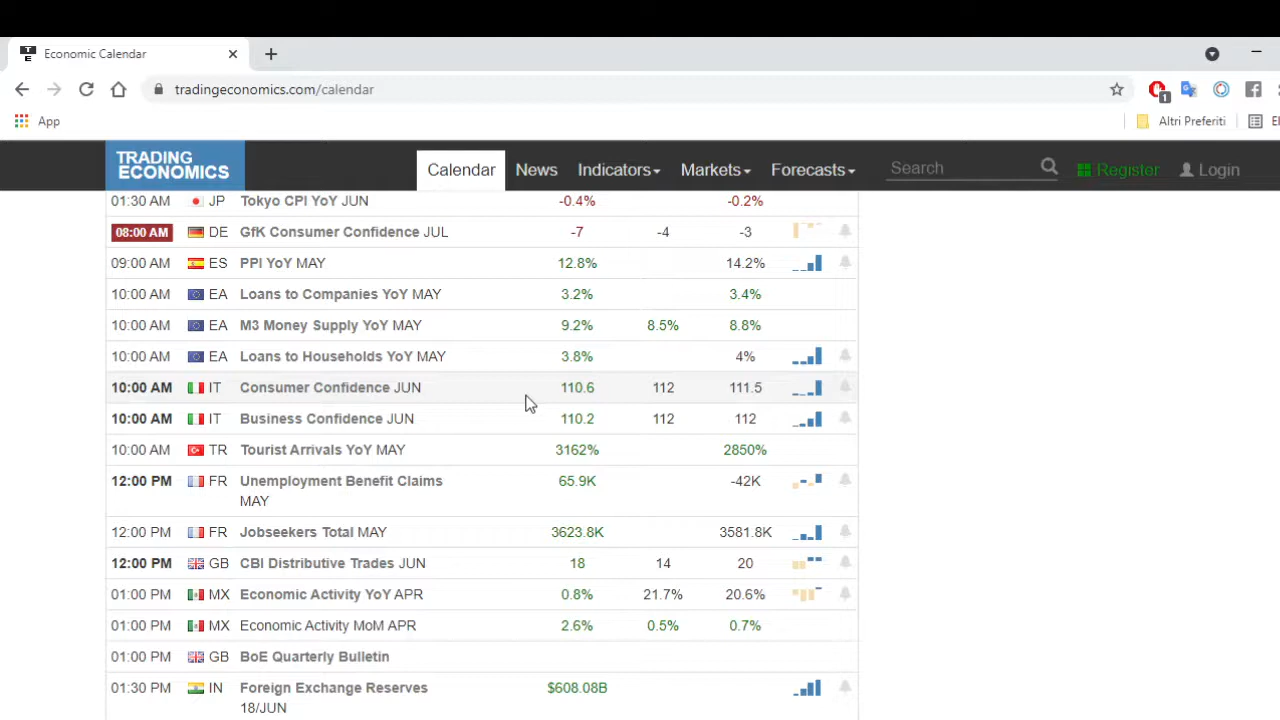 Economic Calendar
tradingeconomics.com/calendar
1
App
Altri Preferiti
TRADING
ECONOMICS
Calendar News Indicators Markets Forecasts Search Register Login
01:30 AM JP Tokyo CPI YoY JUN -0.4% -0.2%
08:00 AM DE GfK Consumer Confidence JUL -7 -4 -3
09:00 AM ES PPI YoY MAY 12.8% 14.2%
10:00 AM EA Loans to Companies YoY MAY 3.2% 3.4%
10:00 AM EA M3 Money Supply YoY MAY 9.2% 8.5% 8.8%
10:00 AM EA Loans to Households YoY MAY 3.8% 4%
10:00 AM IT Consumer Confidence JUN 110.6 112 111.5
10:00 AM IT Business Confidence JUN 110.2 112 112
10:00 AM TR Tourist Arrivals YoY MAY 3162% 2850%
12:00 PM FR Unemployment Benefit Claims 65.9K -42K
MAY
12:00 PM FR Jobseekers Total MAY 3623.8K 3581.8K
12:00 PM GB CBI Distributive Trades JUN 18 14 20
01:00 PM MX Economic Activity YoY APR 0.8% 21.7% 20.6%
01:00 PM MX Economic Activity MoM APR 2.6% 0.5% 0.7%
01:00 PM GB BoE Quarterly Bulletin
01:30 PM IN Foreign Exchange Reserves $608.08B
18/JUN